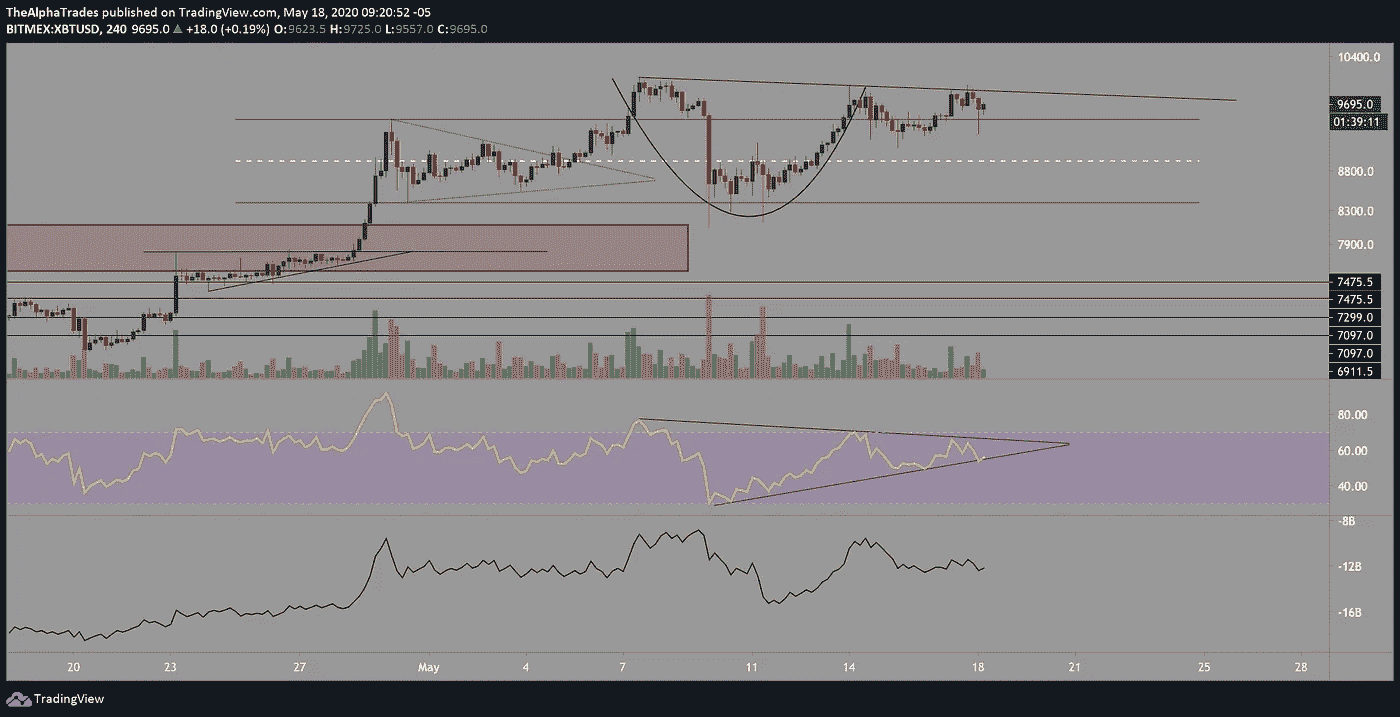 TheAlphaTrades published on TradingView.com, May 18, 2020 09:20:52 -05
BITMEX:XBTUSD, 240 9695.0 ▲ +18.0 (+0.19%) O:9623.5 H:9725.0 L:9557.0 C:9695.0
10400.0
9695.0
01:39:11
8800.0
8300.0
7900.0
7475.5
7475.5
7299.0
7097.0
7097.0
6911.5
80.00
60.00
40.00
-8B
-12B
-16B
20 23 27 May 4 7 11 14 18 21 25 28
TradingView